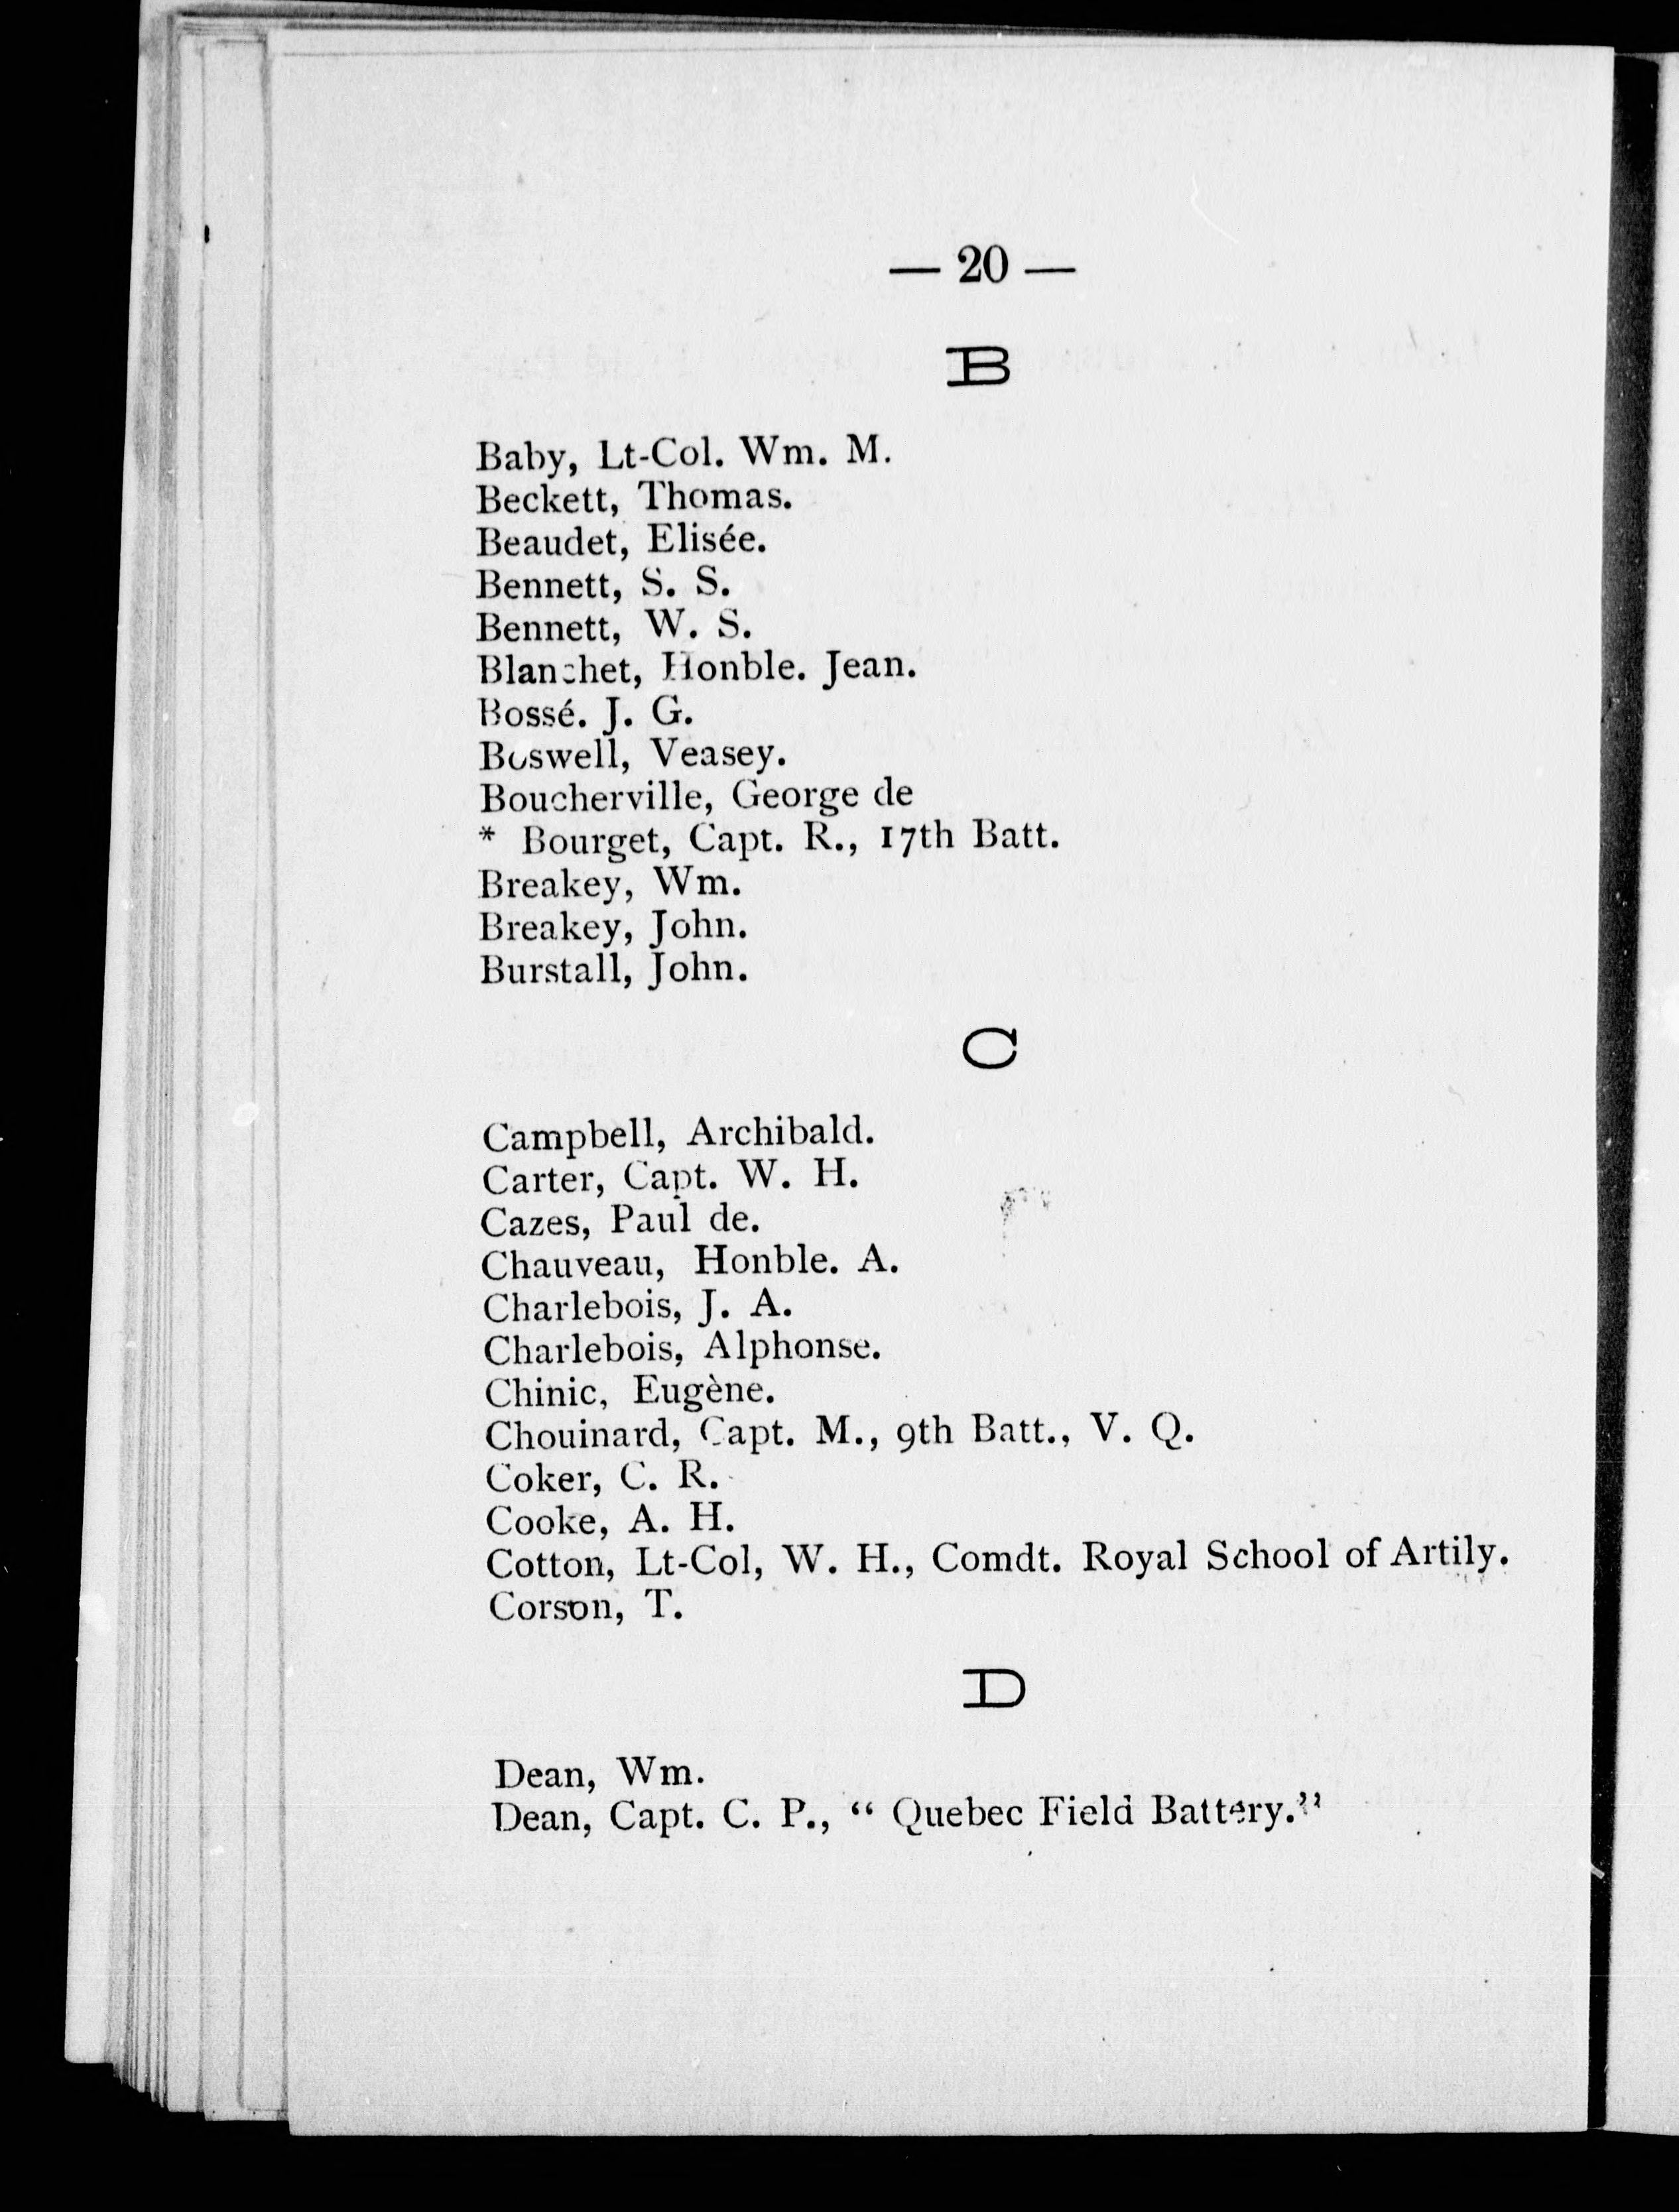 — 20 —
B
Baby, Lt-Col. Wm. M.
Beckett, Thomas.
Beaudet, Elisée.
Bennett, S. S.
Bennett, W. S.
Blanchet, Honble. Jean.
Bossé. J. G.
Boswell, Veasey.
Boucherville, George de
* Bourget, Capt. R., 17th Batt.
Breakey, Wm.
Breakey, John.
Burstall, John.
C
Campbell, Archibald.
Carter, Capt. W. H.
Cazes, Paul de.
Chauveau, Honble. A.
Charlebois, J. A.
Charlebois, Alphonse.
Chinic, Eugène.
Chouinard, Capt. M., 9th Batt., V. Q.
Coker, C. R.
Cooke, A. H.
Cotton, Lt-Col, W. H., Comdt. Royal School of Artily.
Corson, T.
D
Dean, Wm.
Dean, Capt. C. P., “ Quebec Field Battery.”